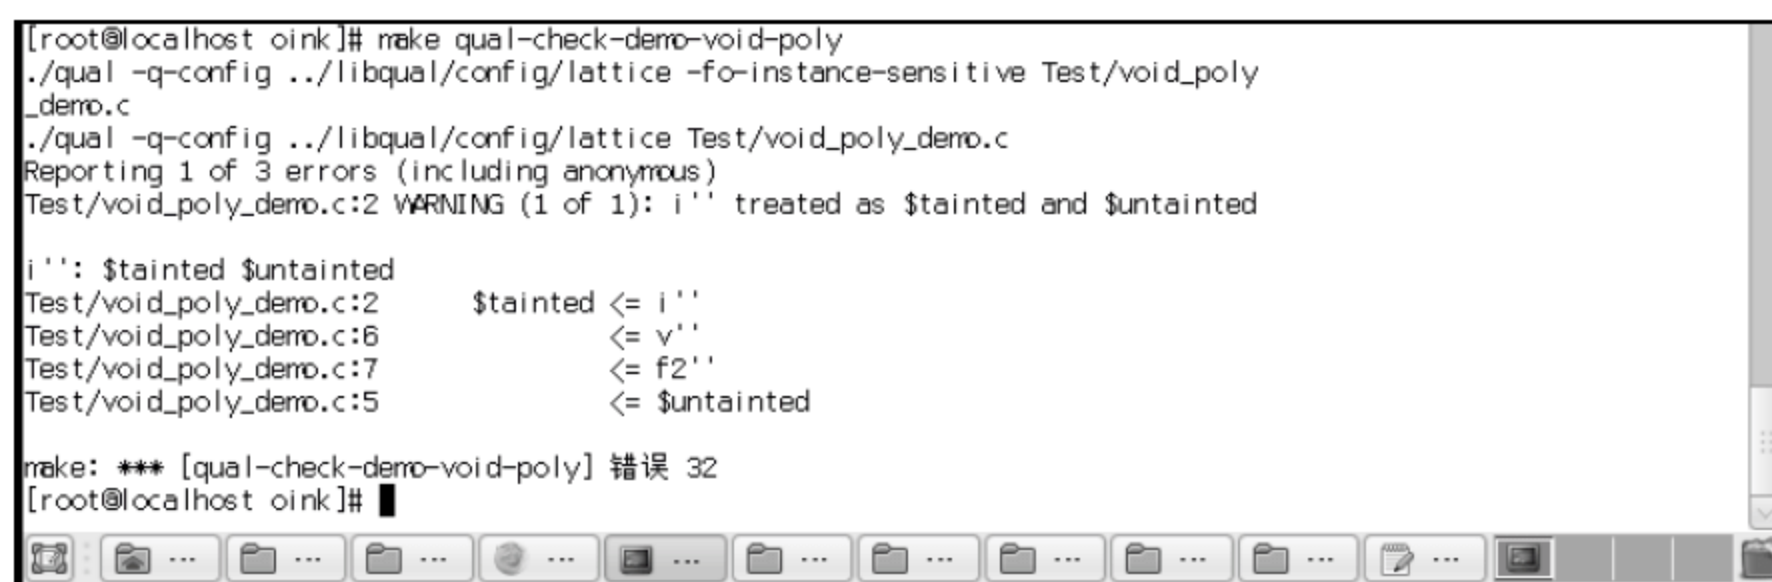 [root@localhost oink]# make qual-check-demo-void-poly
./qual -q-config ../libqual/config/lattice -fo-instance-sensitive Test/void_poly
_demo.c
./qual -q-config ../libqual/config/lattice Test/void_poly_demo.c
Reporting 1 of 3 errors (including anonymous)
Test/void_poly_demo.c:2 WARNING (1 of 1): i'' treated as $tainted and $untainted
i'': $tainted $untainted
Test/void_poly_demo.c:2      $tainted <= i''
Test/void_poly_demo.c:6               <= v''
Test/void_poly_demo.c:7               <= f2''
Test/void_poly_demo.c:5               <= $untainted
make: *** [qual-check-demo-void-poly] 错误 32
[root@localhost oink]#
... ... ... ... ... ... ... ... ... ... ...